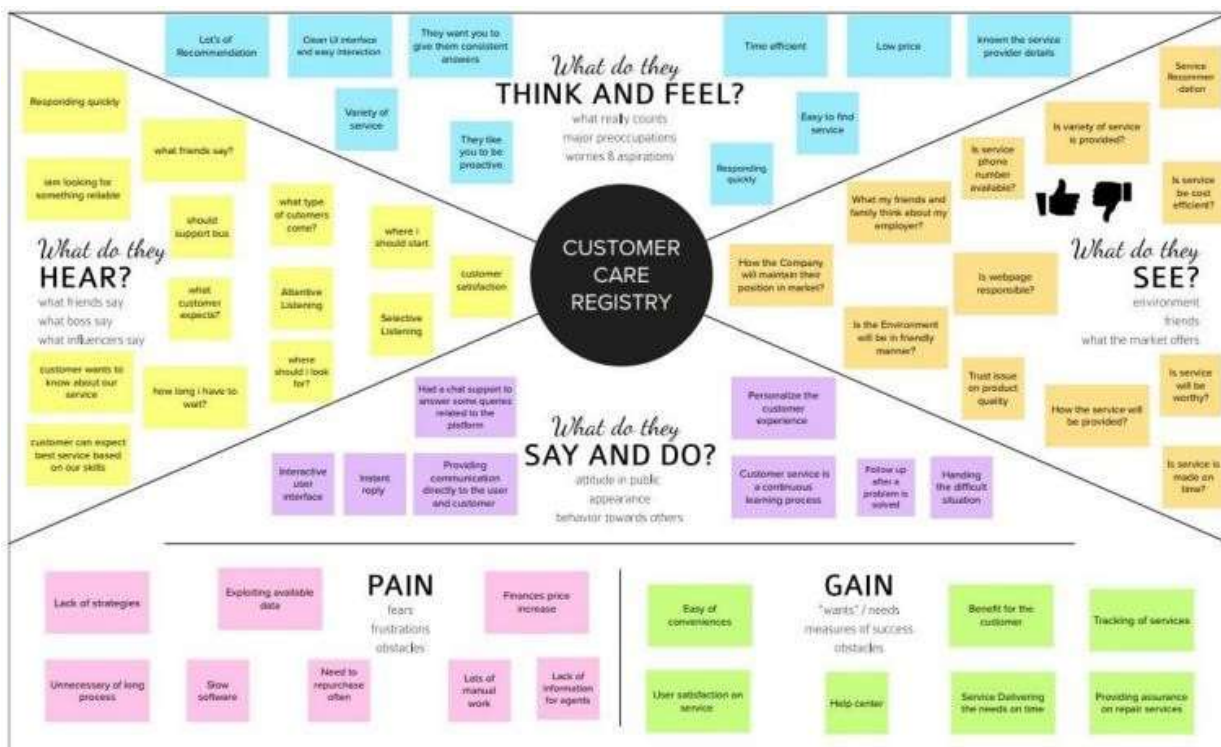 Lot's of
Recommendation
Clean UI interface
and easy interaction
They want you to
give them consistent
answers
Variety of
service
They like
you to be
proactive
What do they
THINK AND FEEL?
what really counts
major preoccupations
worries & aspirations
Time efficient
Low price
known the service
provider details
Easy to find
service
Responding
quickly
Responding quickly
what friends say?
iam looking for
something reliable
should
support bus
what type
of cutomers
come?
where i
should start
What do they
HEAR?
what friends say
what boss say
what influencers say
what
customer
expects?
Attentive
Listening
customer
satisfaction
Selective
Listening
where
should i look
for?
customer wants to
know about our
service
how long i have to
wait?
customer can expect
best service based
on our skills
CUSTOMER
CARE
REGISTRY
Service
Recommen
-dation
Is variety of service
is provided?
Is service
phone
number
available?
Is service
be cost
efficient?
What my friends and
family think about my
employer?
How the Company
will maintain their
position in market?
Is webpage
responsible?
What do they
SEE?
environment
friends
what the market offers
Is the Environment
will be in friendly
manner?
Trust issue
on product
quality
How the service will
be provided?
Is service
will be
worthy?
Is service is
made on
time?
Had a chat support to
answer some queries
related to the
platform
Interactive
user
interface
Instant
reply
Providing
communication
directly to the user
and customer
What do they
SAY AND DO?
attitude in public
appearance
behavior towards others
Personalize the
customer
experience
Customer service is
a continuous
learning process
Follow up
after a
problem is
solved
Handing
the difficult
situation
PAIN
fears
frustrations
obstacles
Lack of strategies
Exploiting available
data
Finances price
increase
Unnecessary of long
process
Slow
software
Need to
repurchase
often
Lots of
manual
work
Lack of
information
for agents
GAIN
"wants" / needs
measures of success
obstacles
Easy of
conveniences
Benefit for the
customer
Tracking of services
User satisfaction on
service
Help center
Service Delivering
the needs on time
Providing assurance
on repair services